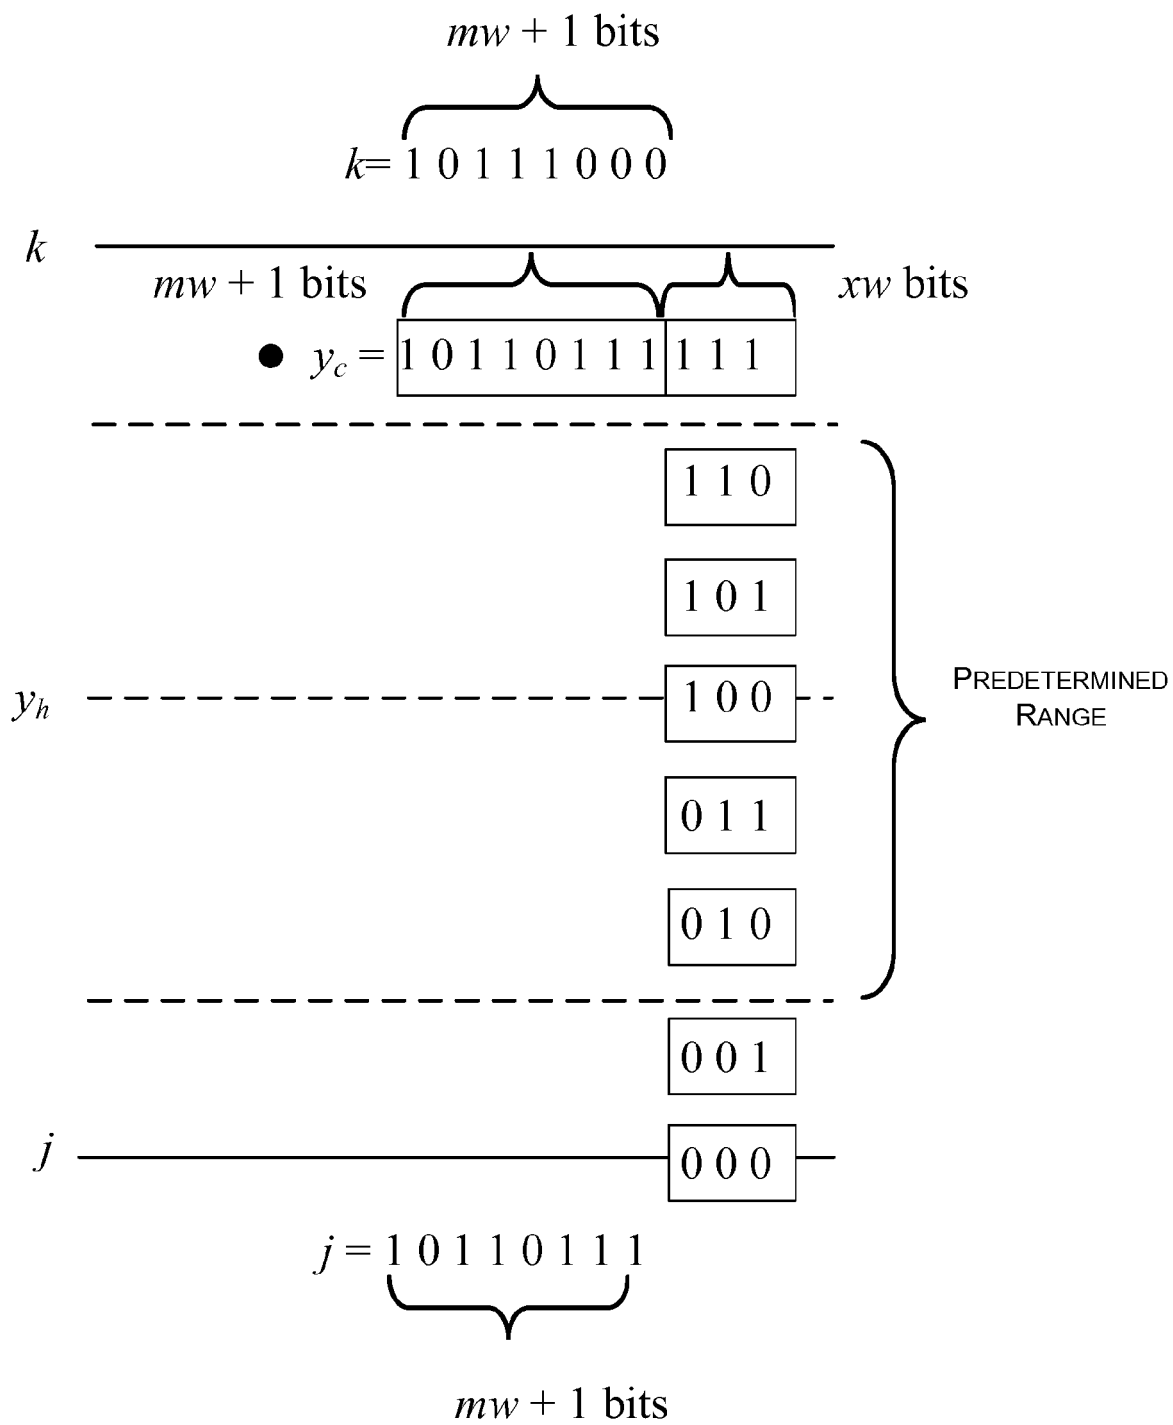 mw + 1 bits
k= 1 0 1 1 1 0 0 0
k
mw + 1 bits
xw bits
● y_c = 1 0 1 1 0 1 1 1 1 1 1
1 1 0
1 0 1
y_h
1 0 0
PREDETERMINED
RANGE
0 1 1
0 1 0
0 0 1
j
0 0 0
j = 1 0 1 1 0 1 1 1
mw + 1 bits